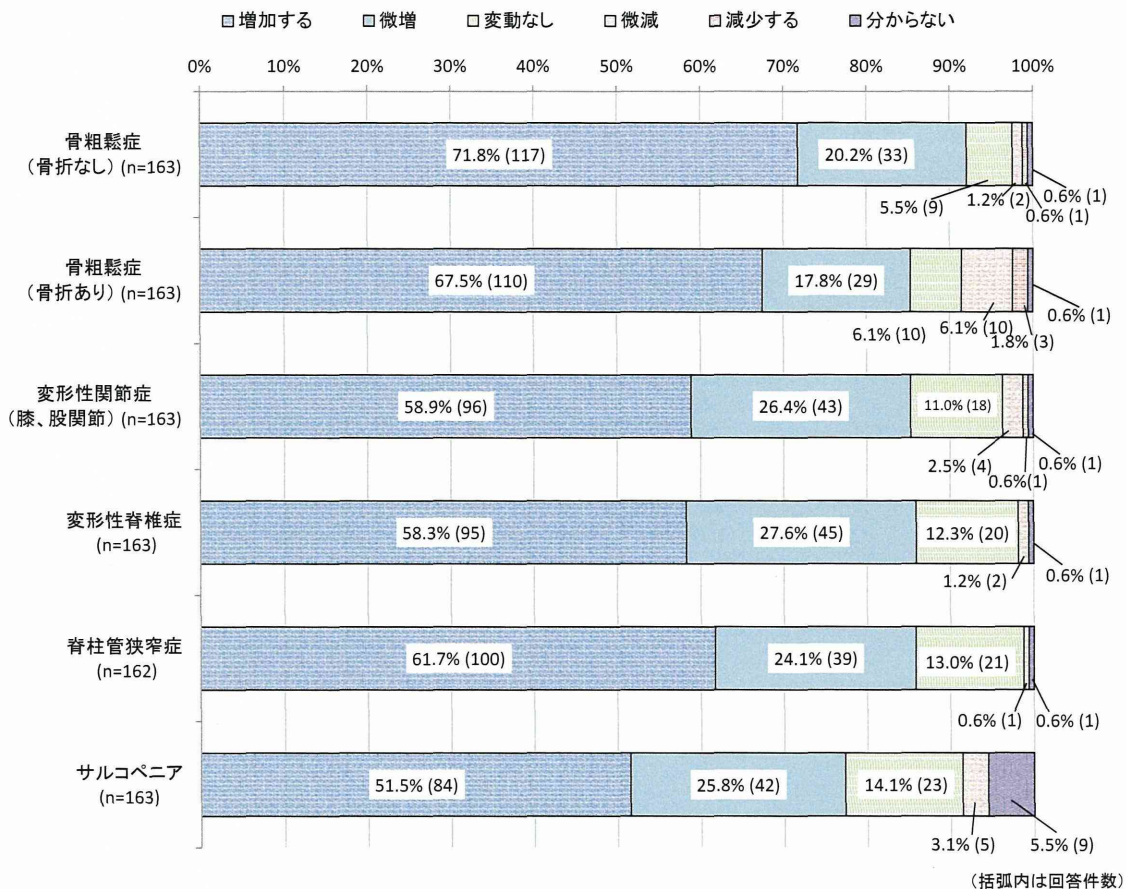 増加する 微増 変動なし 微減 減少する 分からない
0% 10% 20% 30% 40% 50% 60% 70% 80% 90% 100%
骨粗鬆症
（骨折なし）(n=163)
71.8% (117) 20.2% (33)
5.5% (9) 1.2% (2) 0.6% (1) 0.6% (1)
骨粗鬆症
（骨折あり）(n=163)
67.5% (110) 17.8% (29)
6.1% (10) 6.1% (10) 1.8% (3) 0.6% (1)
変形性関節症
（膝、股関節）(n=163)
58.9% (96) 26.4% (43) 11.0% (18)
2.5% (4) 0.6%(1) 0.6% (1)
変形性脊椎症
(n=163)
58.3% (95) 27.6% (45) 12.3% (20)
1.2% (2) 0.6% (1)
脊柱管狭窄症
(n=162)
61.7% (100) 24.1% (39) 13.0% (21)
0.6% (1) 0.6% (1)
サルコペニア
(n=163)
51.5% (84) 25.8% (42) 14.1% (23)
3.1% (5) 5.5% (9)
（括弧内は回答件数）